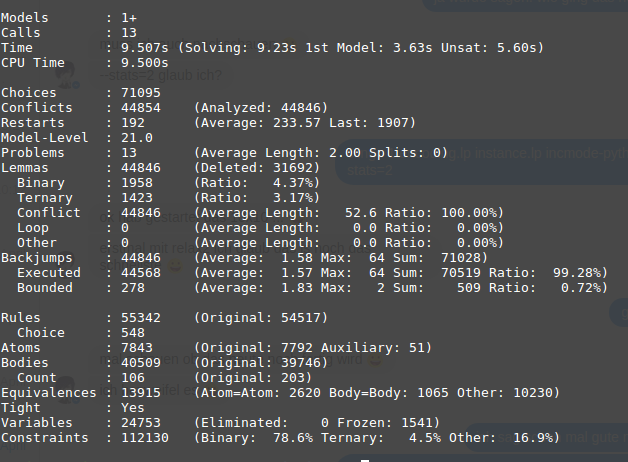 Models : 1+
Calls : 13
Time : 9.507s (Solving: 9.23s 1st Model: 3.63s Unsat: 5.60s)
CPU Time : 9.500s
Choices : 71095
Conflicts : 44854 (Analyzed: 44846)
Restarts : 192 (Average: 233.57 Last: 1907)
Model-Level : 21.0
Problems : 13 (Average Length: 2.00 Splits: 0)
Lemmas : 44846 (Deleted: 31692)
Binary : 1958 (Ratio: 4.37%)
Ternary : 1423 (Ratio: 3.17%)
Conflict : 44846 (Average Length: 52.6 Ratio: 100.00%)
Loop : 0 (Average Length: 0.0 Ratio: 0.00%)
Other : 0 (Average Length: 0.0 Ratio: 0.00%)
Backjumps : 44846 (Average: 1.58 Max: 64 Sum: 71028)
Executed : 44568 (Average: 1.57 Max: 64 Sum: 70519 Ratio: 99.28%)
Bounded : 278 (Average: 1.83 Max: 2 Sum: 509 Ratio: 0.72%)
Rules : 55342 (Original: 54517)
Choice : 548
Atoms : 7843 (Original: 7792 Auxiliary: 51)
Bodies : 40509 (Original: 39746)
Count : 106 (Original: 203)
Equivalences : 13915 (Atom=Atom: 2620 Body=Body: 1065 Other: 10230)
Tight : Yes
Variables : 24753 (Eliminated: 0 Frozen: 1541)
Constraints : 112130 (Binary: 78.6% Ternary: 4.5% Other: 16.9%)
--stats=2 glaub ich?